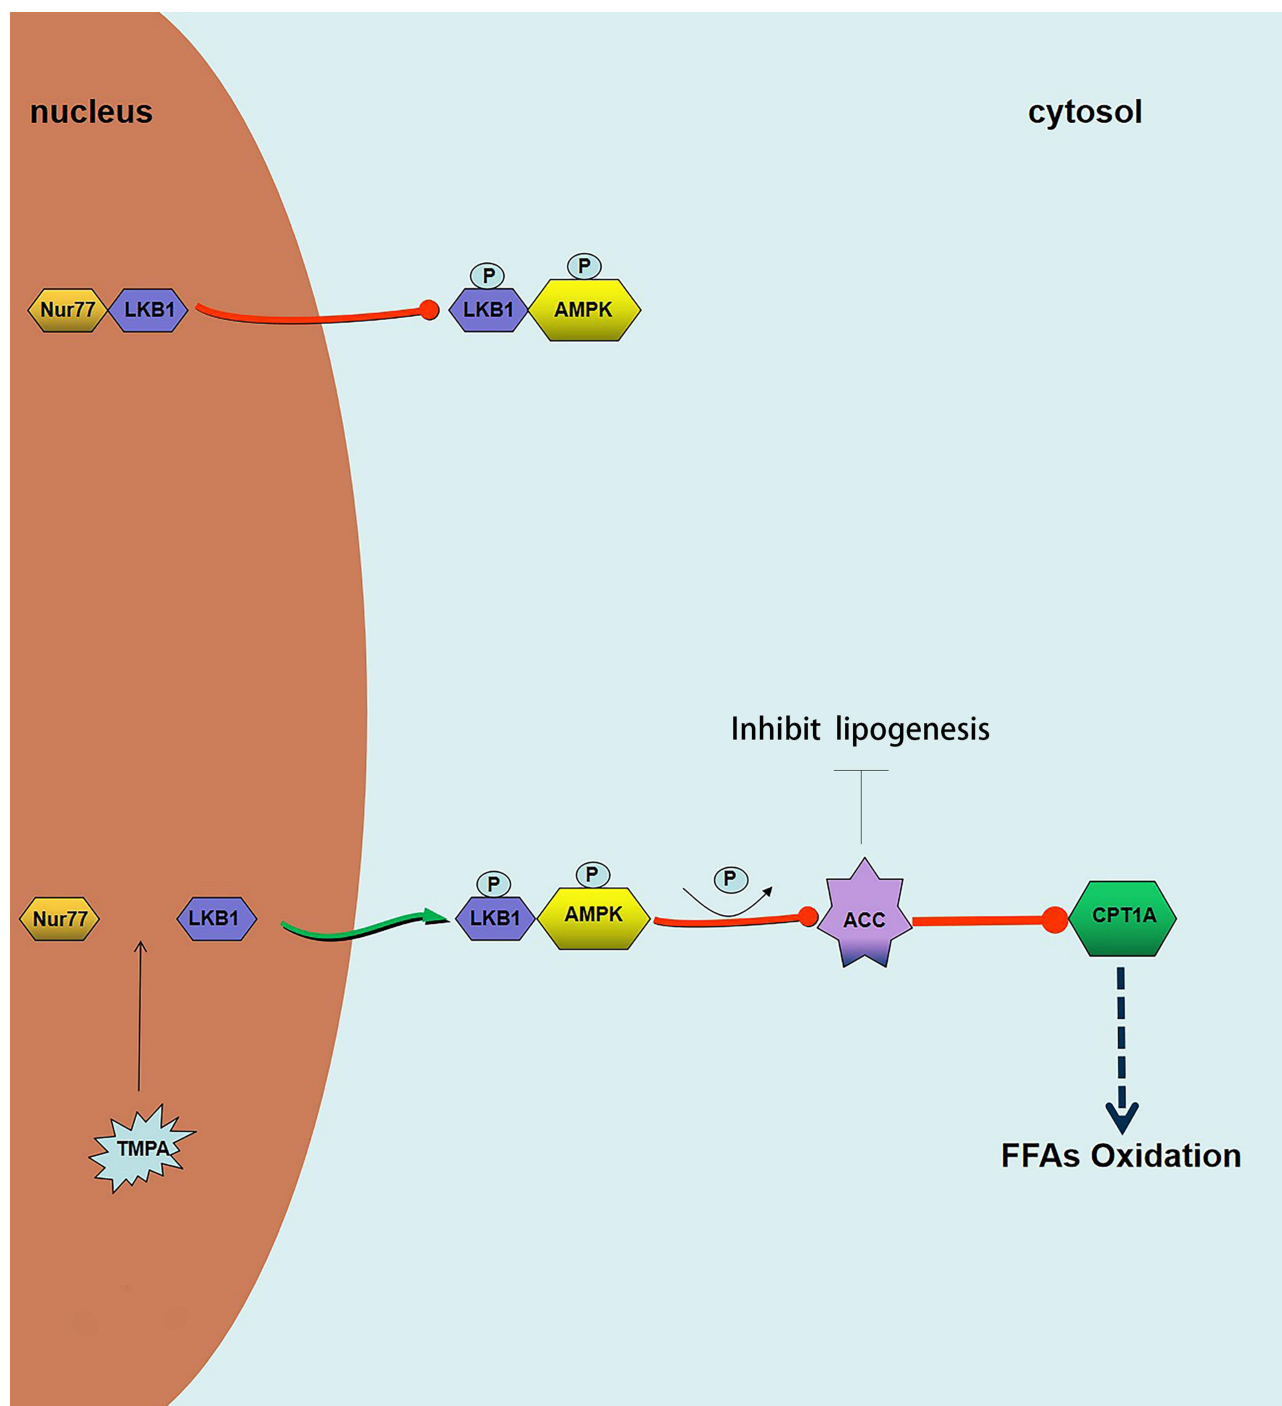 nucleus
cytosol
P
P
Nur77
LKB1
LKB1
AMPK
Inhibit lipogenesis
P
P
P
Nur77
LKB1
LKB1
AMPK
ACC
CPT1A
TMPA
FFAs Oxidation